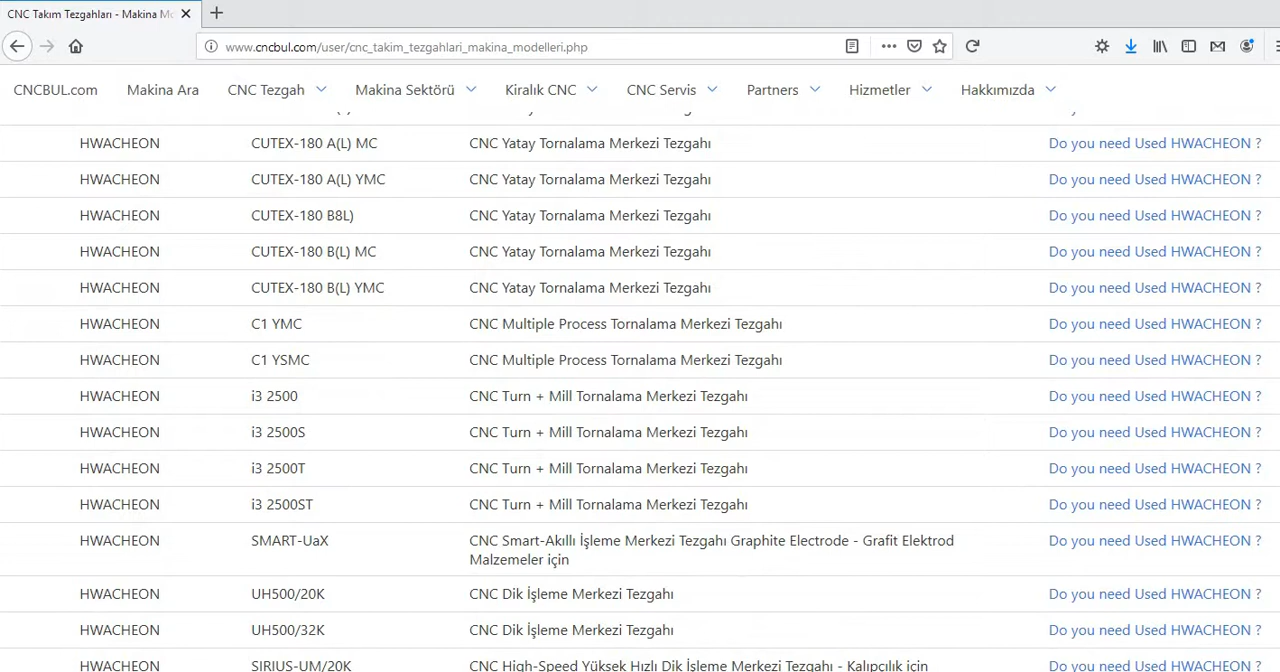 CNC Takım Tezgahları - Makina Mo
www.cncbul.com/user/cnc_takim_tezgahlari_makina_modelleri.php
CNCBUL.com Makina Ara CNC Tezgah Makina Sektörü Kiralık CNC CNC Servis Partners Hizmetler Hakkımızda
HWACHEON CUTEX-180 A(L) MC CNC Yatay Tornalama Merkezi Tezgahı Do you need Used HWACHEON ?
HWACHEON CUTEX-180 A(L) YMC CNC Yatay Tornalama Merkezi Tezgahı Do you need Used HWACHEON ?
HWACHEON CUTEX-180 B8L) CNC Yatay Tornalama Merkezi Tezgahı Do you need Used HWACHEON ?
HWACHEON CUTEX-180 B(L) MC CNC Yatay Tornalama Merkezi Tezgahı Do you need Used HWACHEON ?
HWACHEON CUTEX-180 B(L) YMC CNC Yatay Tornalama Merkezi Tezgahı Do you need Used HWACHEON ?
HWACHEON C1 YMC CNC Multiple Process Tornalama Merkezi Tezgahı Do you need Used HWACHEON ?
HWACHEON C1 YSMC CNC Multiple Process Tornalama Merkezi Tezgahı Do you need Used HWACHEON ?
HWACHEON i3 2500 CNC Turn + Mill Tornalama Merkezi Tezgahı Do you need Used HWACHEON ?
HWACHEON i3 2500S CNC Turn + Mill Tornalama Merkezi Tezgahı Do you need Used HWACHEON ?
HWACHEON i3 2500T CNC Turn + Mill Tornalama Merkezi Tezgahı Do you need Used HWACHEON ?
HWACHEON i3 2500ST CNC Turn + Mill Tornalama Merkezi Tezgahı Do you need Used HWACHEON ?
HWACHEON SMART-UaX CNC Smart-Akıllı İşleme Merkezi Tezgahı Graphite Electrode - Grafit Elektrod Do you need Used HWACHEON ?
Malzemeler için
HWACHEON UH500/20K CNC Dik İşleme Merkezi Tezgahı Do you need Used HWACHEON ?
HWACHEON UH500/32K CNC Dik İşleme Merkezi Tezgahı Do you need Used HWACHEON ?
HWACHEON SIRIUS-UM/20K CNC High-Speed Yüksek Hızlı Dik İşleme Merkezi Tezgahı - Kalıpçılık için Do you need Used HWACHEON ?